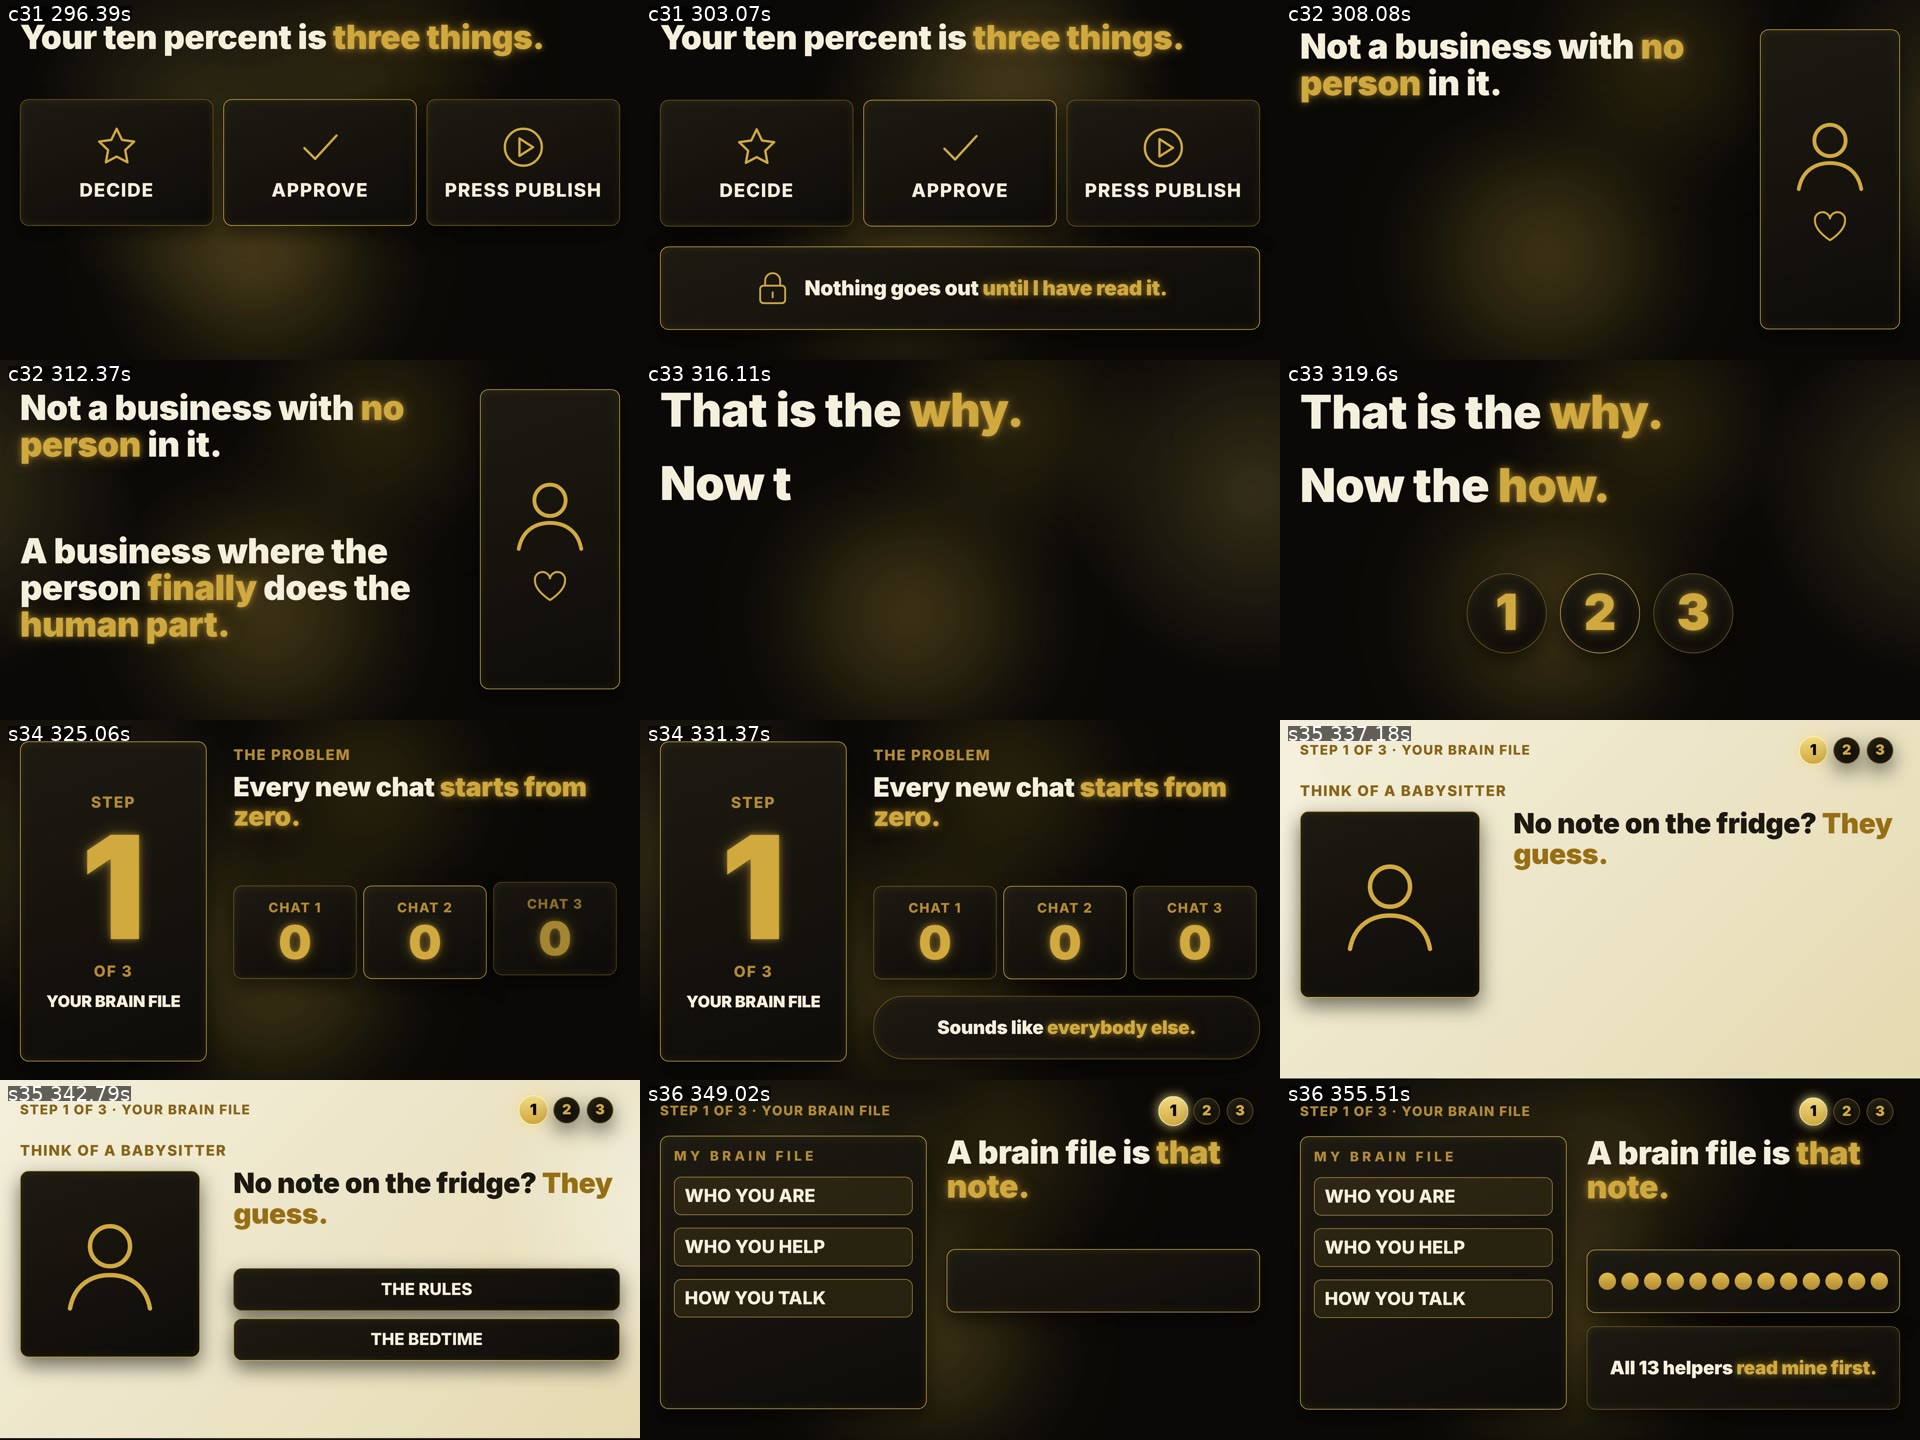 c31 296.39s
Your ten percent is three things.
DECIDE
APPROVE
PRESS PUBLISH
c31 303.07s
Your ten percent is three things.
DECIDE
APPROVE
PRESS PUBLISH
Nothing goes out until I have read it.
c32 308.08s
Not a business with no
person in it.
c32 312.37s
Not a business with no
person in it.
A business where the
person finally does the
human part.
c33 316.11s
That is the why.
Now t
c33 319.6s
That is the why.
Now the how.
1
2
3
s34 325.06s
STEP
1
OF 3
YOUR BRAIN FILE
THE PROBLEM
Every new chat starts from
zero.
CHAT 1
0
CHAT 2
0
CHAT 3
0
s34 331.37s
STEP
1
OF 3
YOUR BRAIN FILE
THE PROBLEM
Every new chat starts from
zero.
CHAT 1
0
CHAT 2
0
CHAT 3
0
Sounds like everybody else.
s35 337.18s
STEP 1 OF 3 · YOUR BRAIN FILE
1 2 3
THINK OF A BABYSITTER
No note on the fridge? They
guess.
s35 342.79s
STEP 1 OF 3 · YOUR BRAIN FILE
1 2 3
THINK OF A BABYSITTER
No note on the fridge? They
guess.
THE RULES
THE BEDTIME
s36 349.02s
STEP 1 OF 3 · YOUR BRAIN FILE
1 2 3
MY BRAIN FILE
WHO YOU ARE
WHO YOU HELP
HOW YOU TALK
A brain file is that
note.
s36 355.51s
STEP 1 OF 3 · YOUR BRAIN FILE
1 2 3
MY BRAIN FILE
WHO YOU ARE
WHO YOU HELP
HOW YOU TALK
A brain file is that
note.
All 13 helpers read mine first.